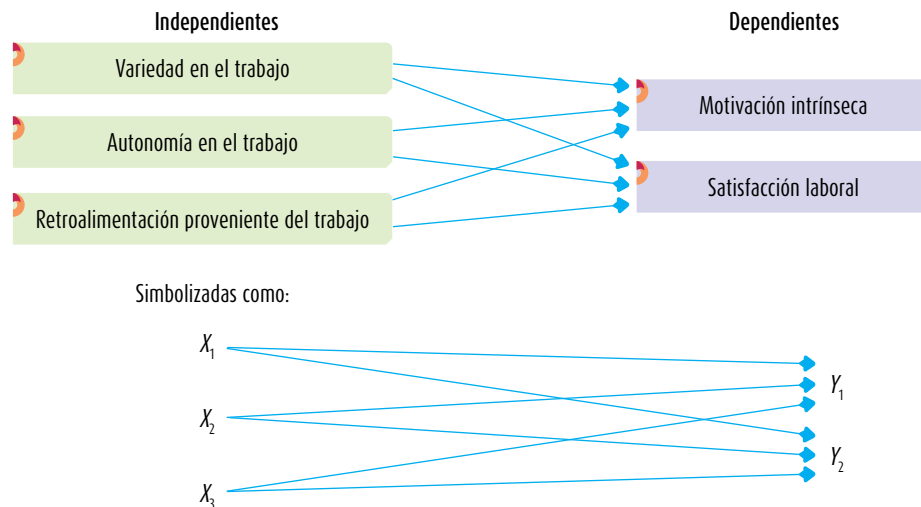 Independientes
Dependientes
Variedad en el trabajo
Motivación intrínseca
Autonomía en el trabajo
Satisfacción laboral
Retroalimentación proveniente del trabajo
Simbolizadas como:
X1
Y1
X2
Y2
X3